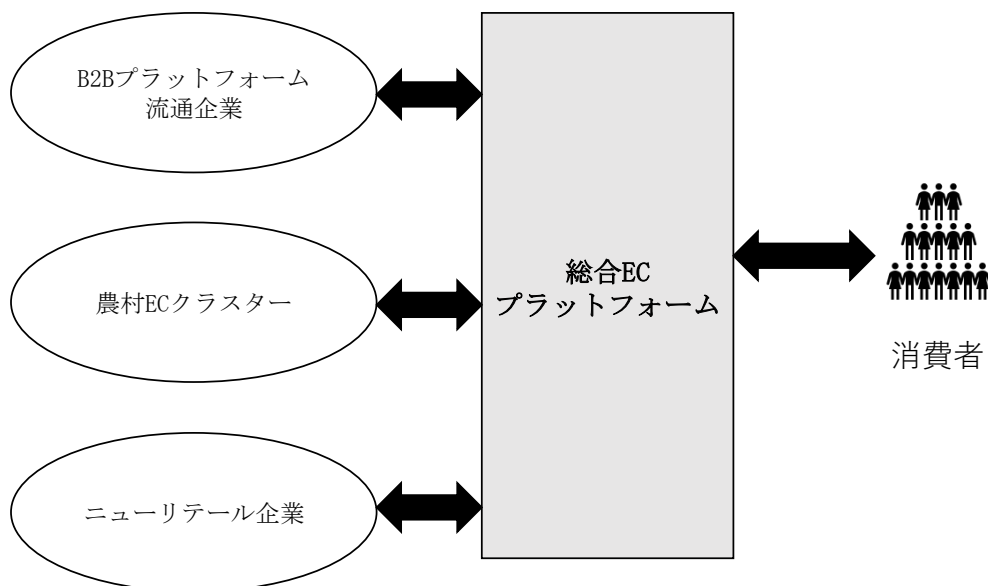 B2Bプラットフォーム
流通企業
農村ECクラスター
ニューリテール企業
総合EC
プラットフォーム
消費者